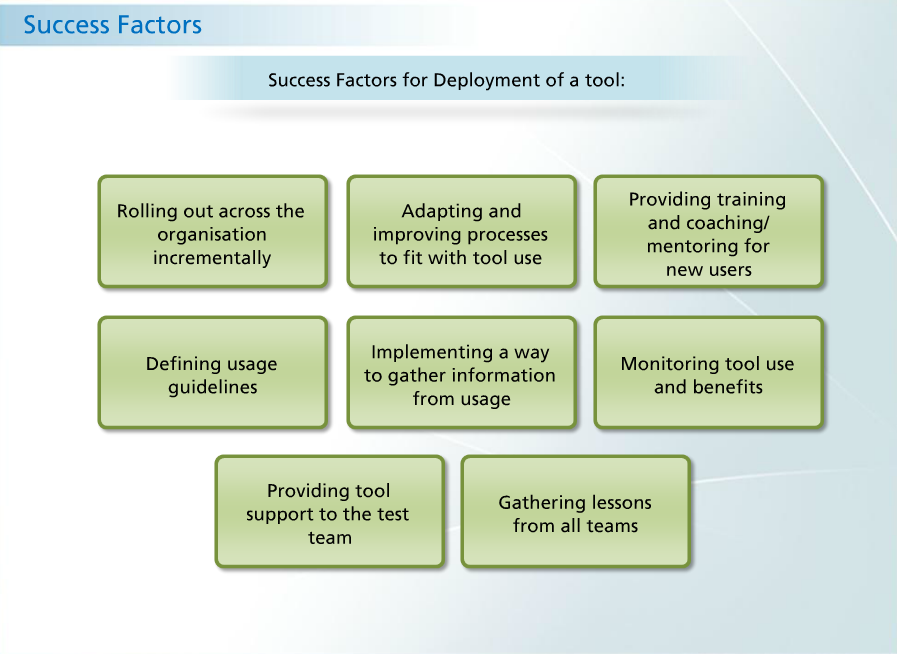 Success Factors
Success Factors for Deployment of a tool:
Rolling out across the
organisation
incrementally
Adapting and
improving processes
to fit with tool use
Providing training
and coaching/
mentoring for
new users
Defining usage
guidelines
Implementing a way
to gather information
from usage
Monitoring tool use
and benefits
Providing tool
support to the test
team
Gathering lessons
from all teams